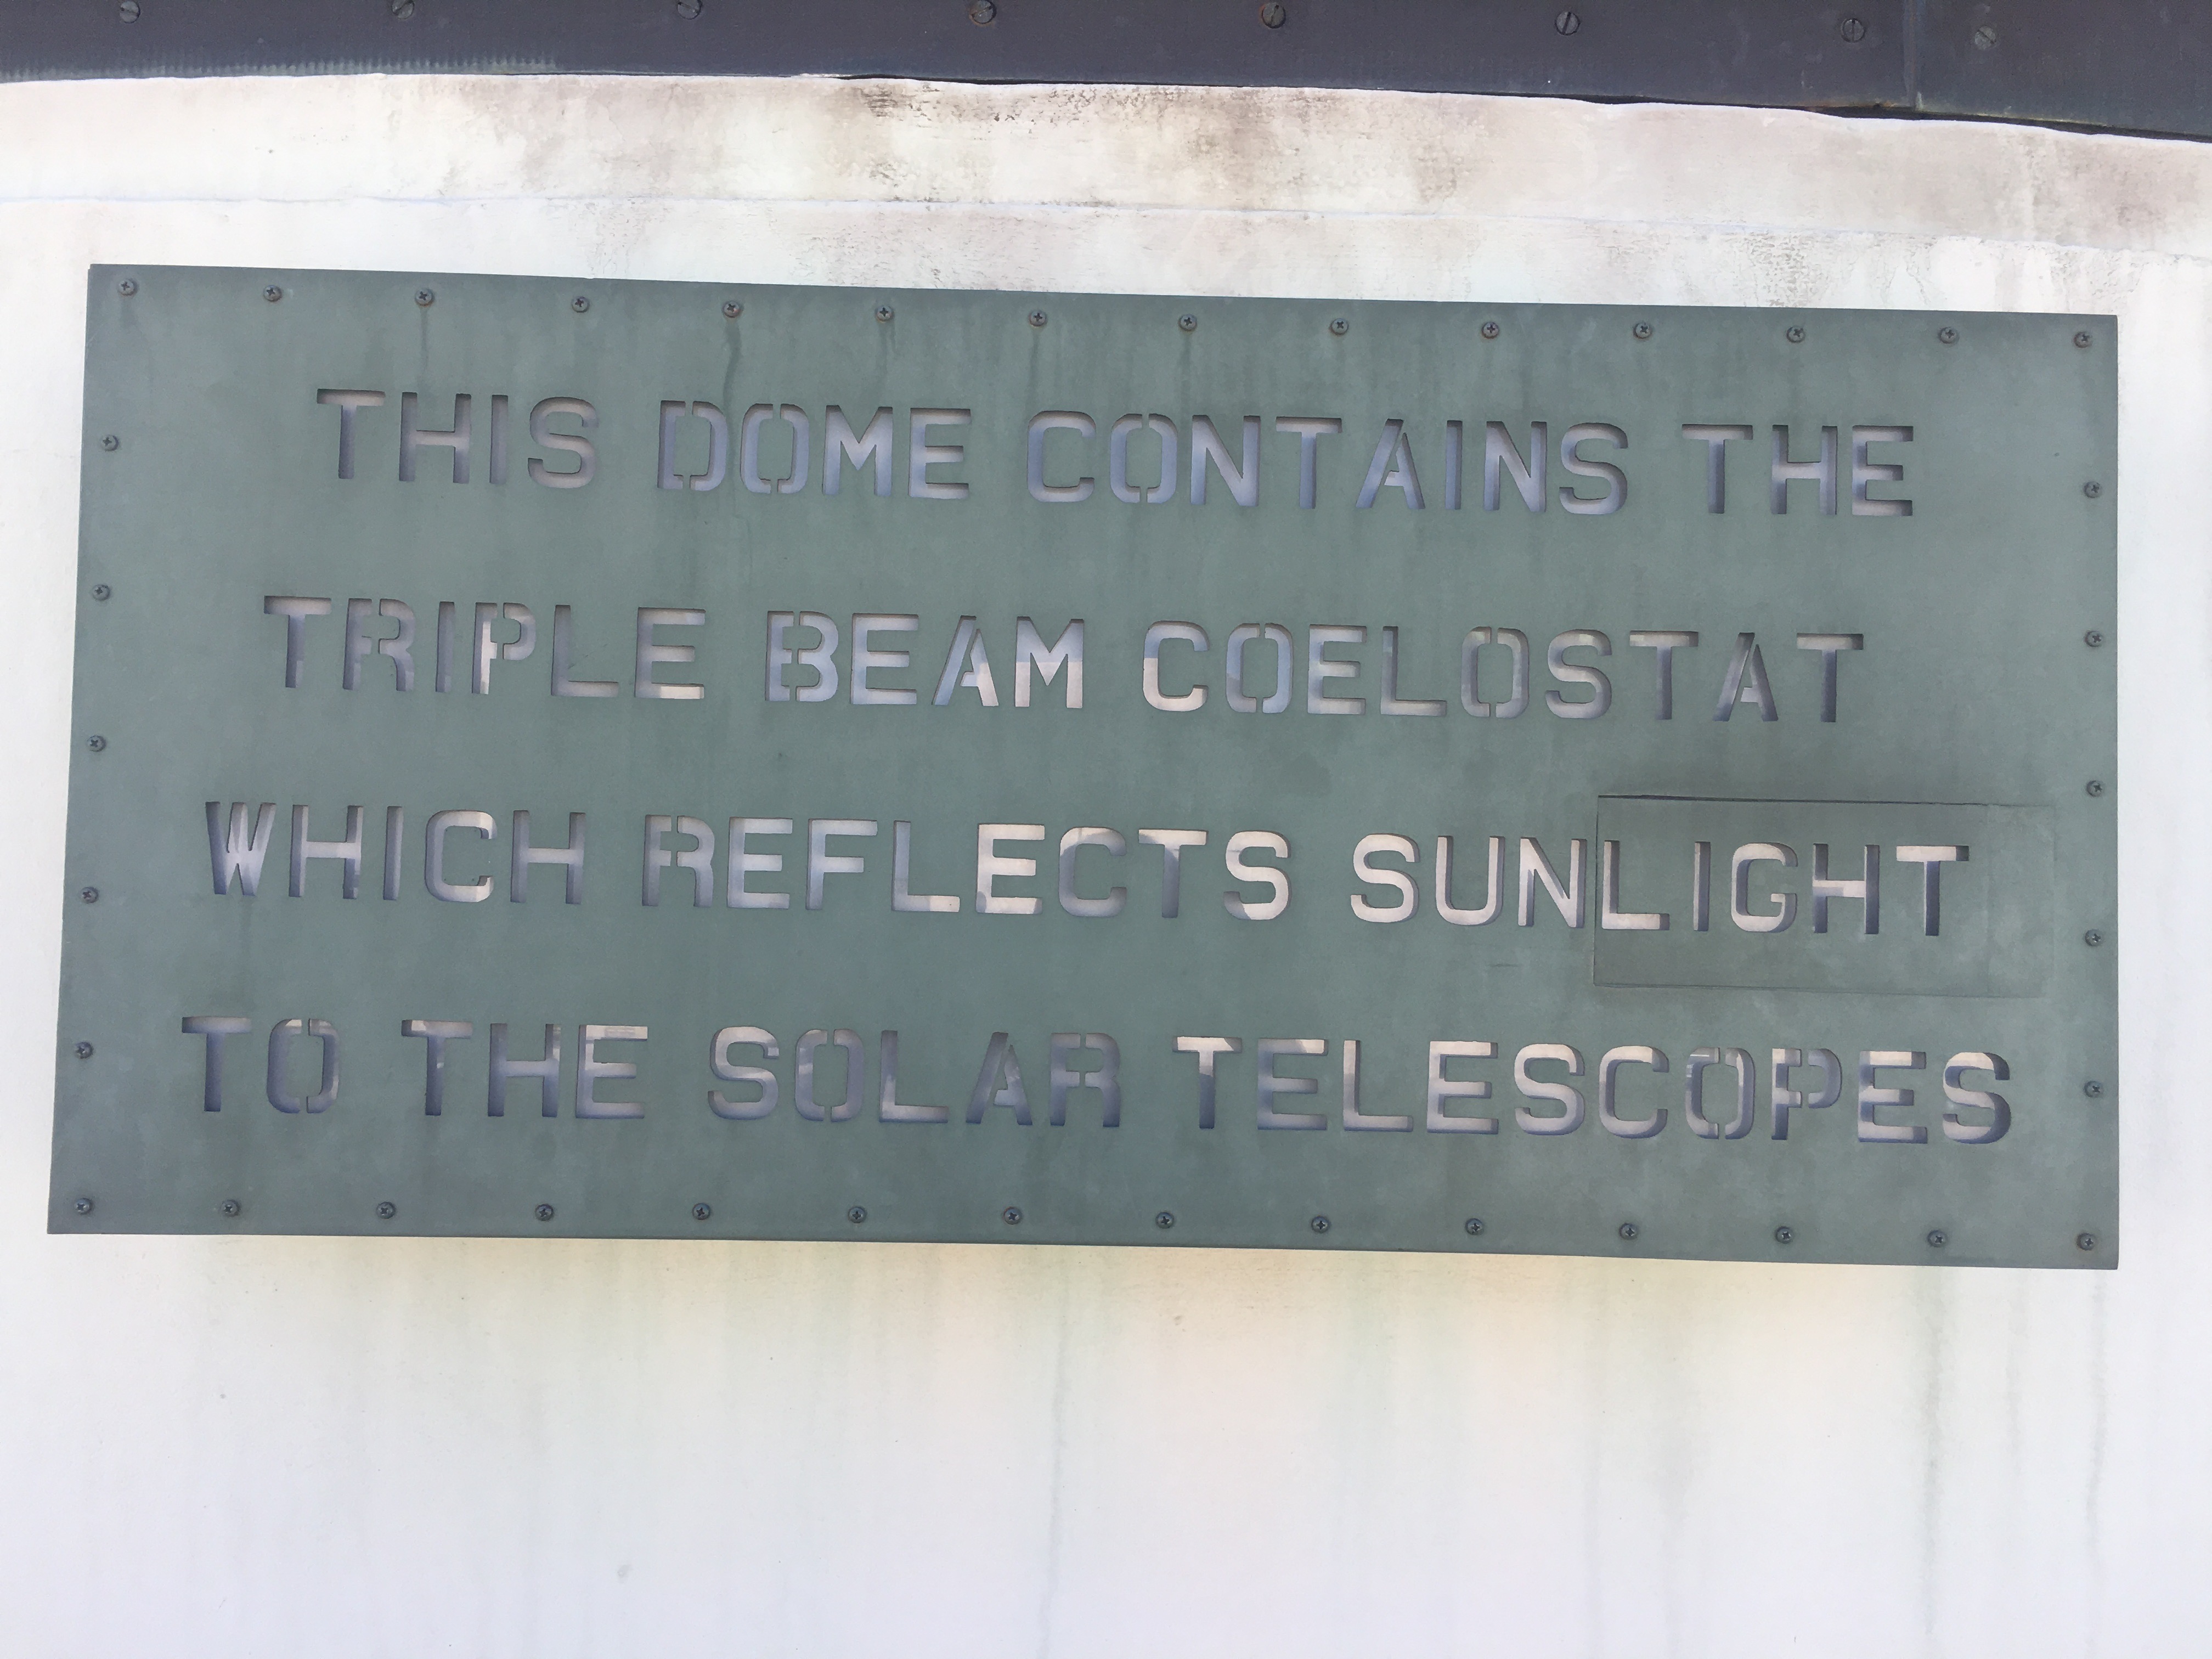 THIS DOME CONTAINS THE
TRIPLE BEAM COELOSTAT
WHICH REFLECTS SUNLIGHT
TO THE SOLAR TELESCOPES